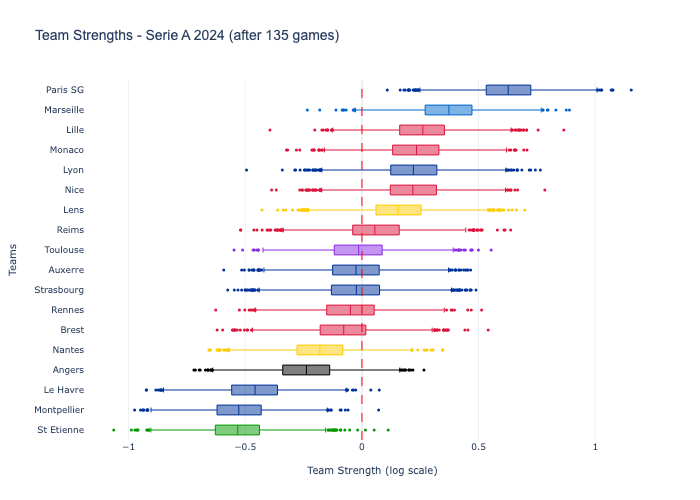 Team Strengths - Serie A 2024 (after 135 games)
Teams
Paris SG
Marseille
Lille
Monaco
Lyon
Nice
Lens
Reims
Toulouse
Auxerre
Strasbourg
Rennes
Brest
Nantes
Angers
Le Havre
Montpellier
St Etienne
−1
−0.5
0
0.5
1
Team Strength (log scale)